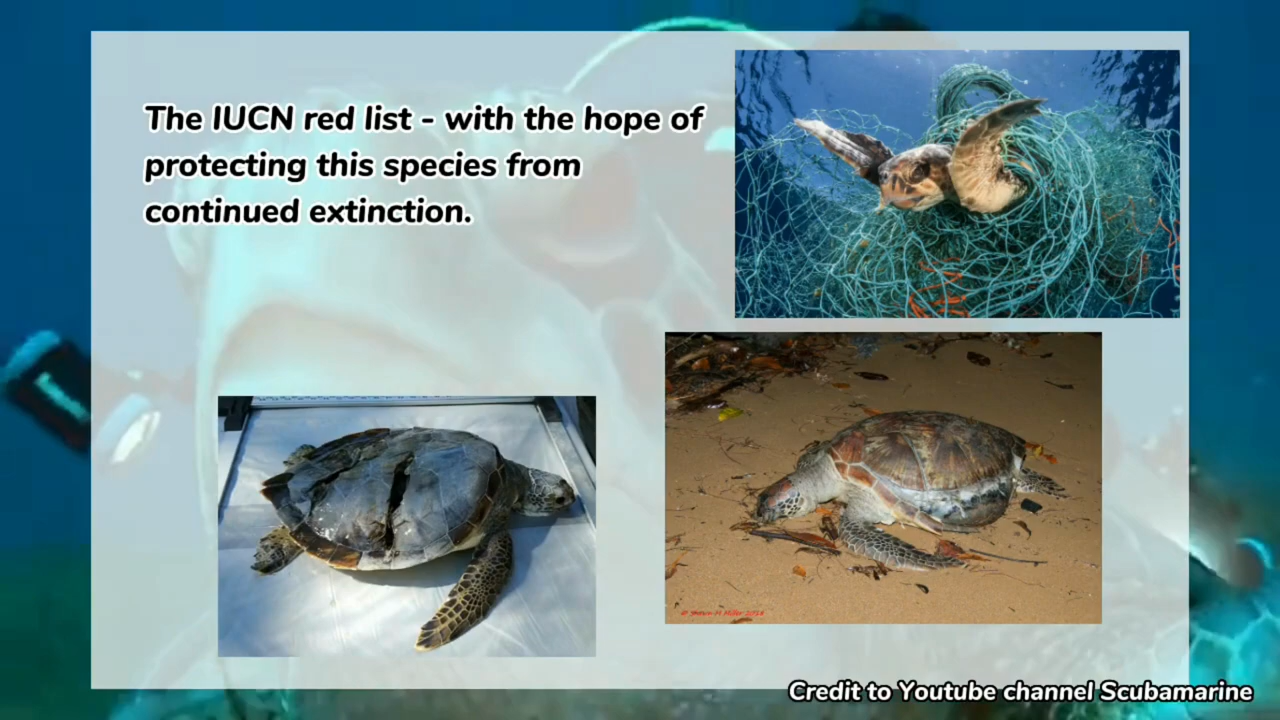 The IUCN red list - with the hope of
protecting this species from
continued extinction.
Credit to Youtube channel Scubamarine